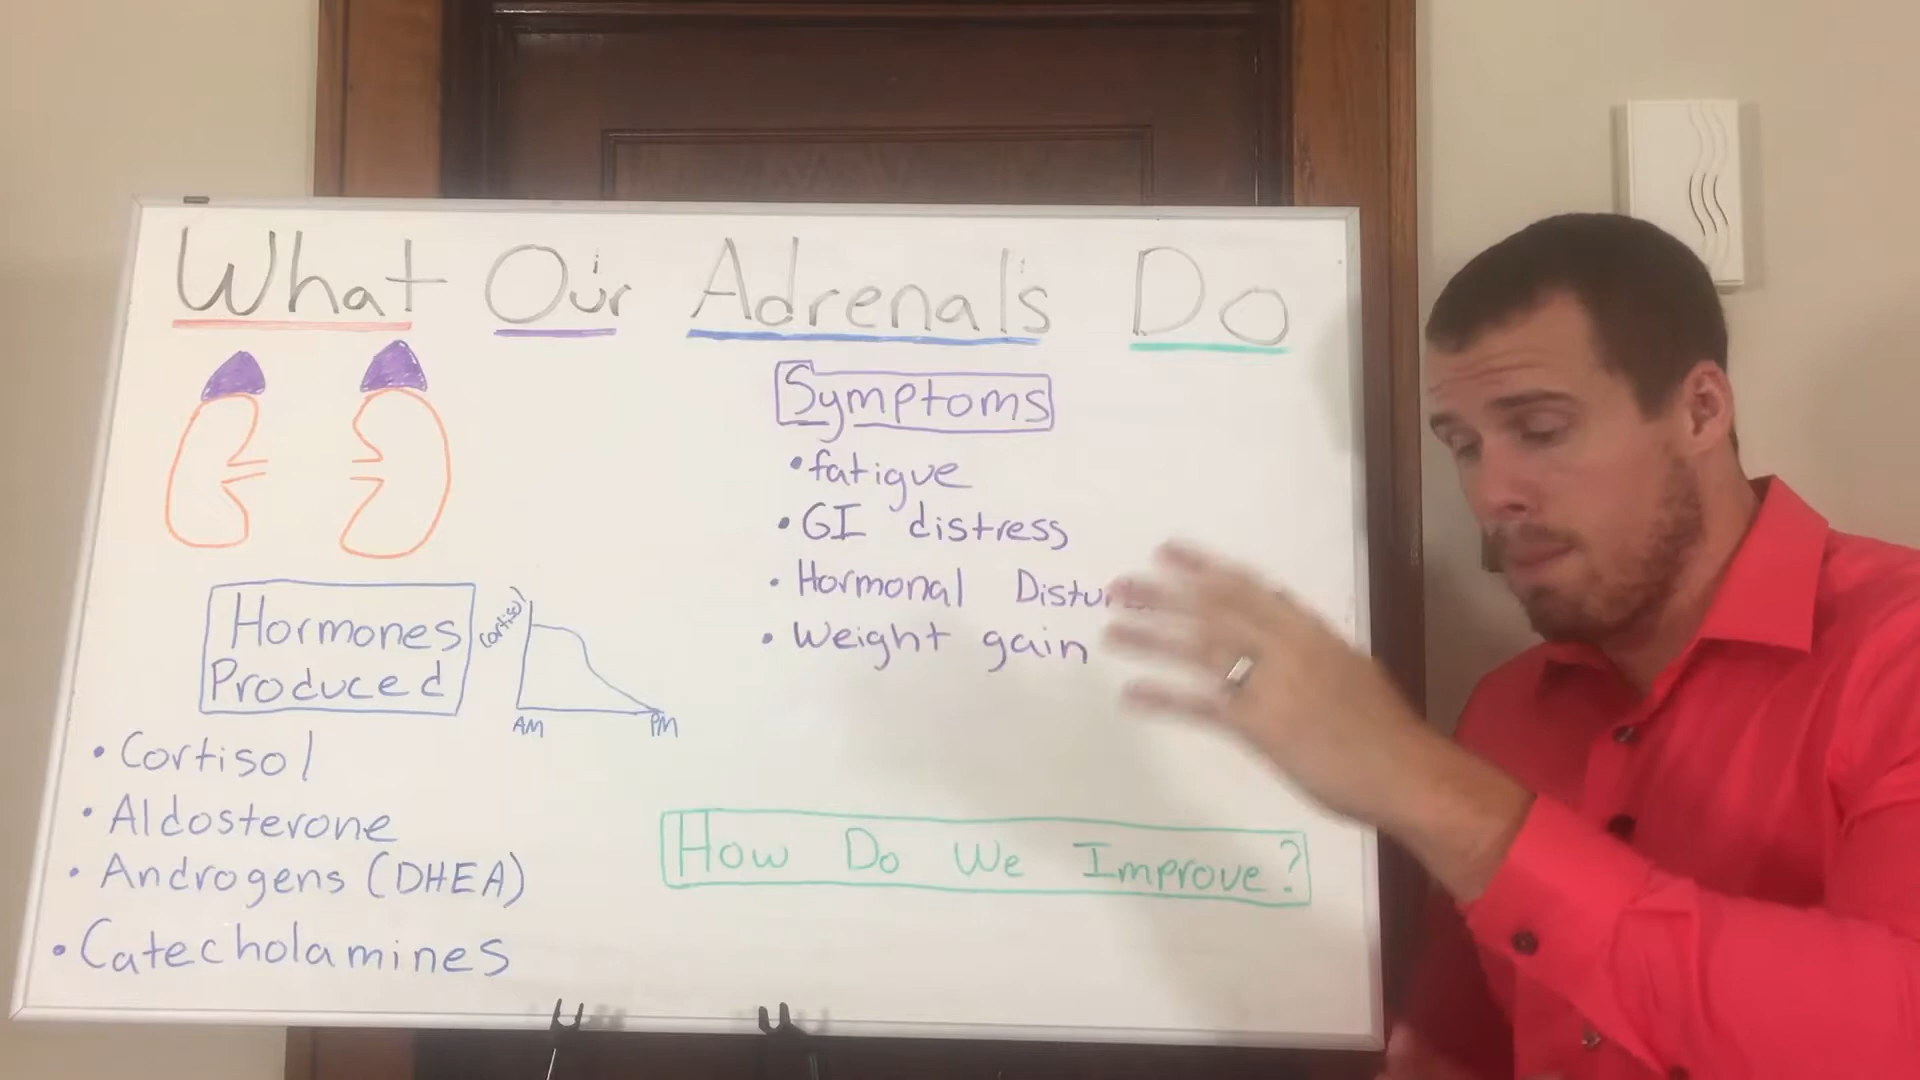 What Our Adrenals Do
Symptoms
• fatigue
• GI distress
• Hormonal
• Weight gain
Hormones
Produced
Cortisol
AM PM
• Cortisol
• Aldosterone
• Androgens (DHEA)
• Catecholamines
How Do We Improve?